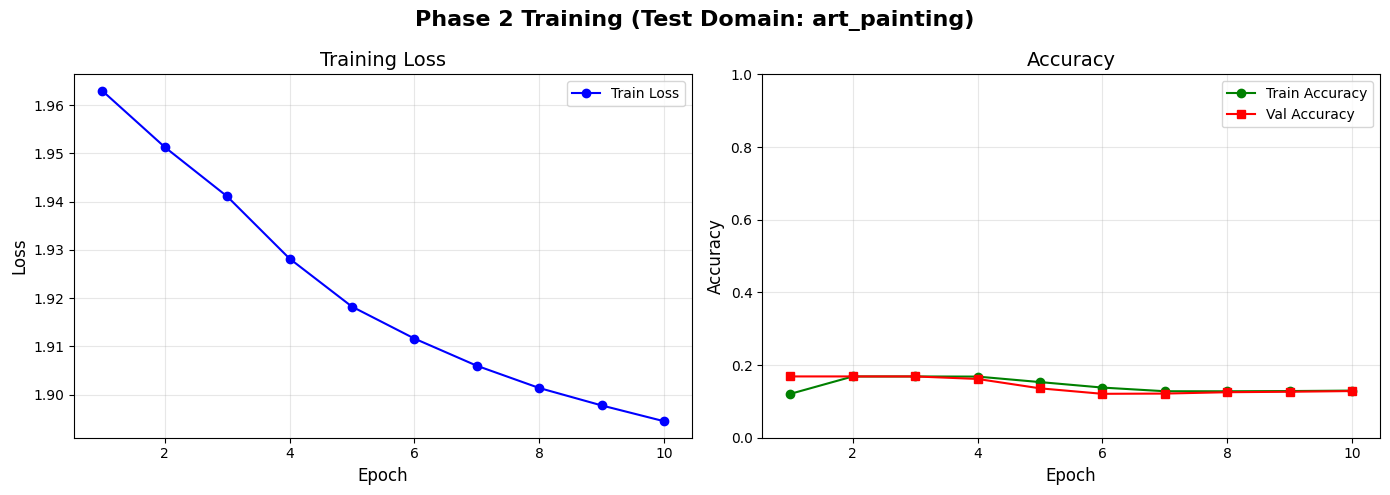 Phase 2 Training (Test Domain: art_painting)
Training Loss
Train Loss
1.96
1.95
1.94
1.93
1.92
1.91
1.90
Loss
2 4 6 8 10
Epoch
Accuracy
Train Accuracy
Val Accuracy
1.0
0.8
0.6
0.4
0.2
0.0
Accuracy
2 4 6 8 10
Epoch